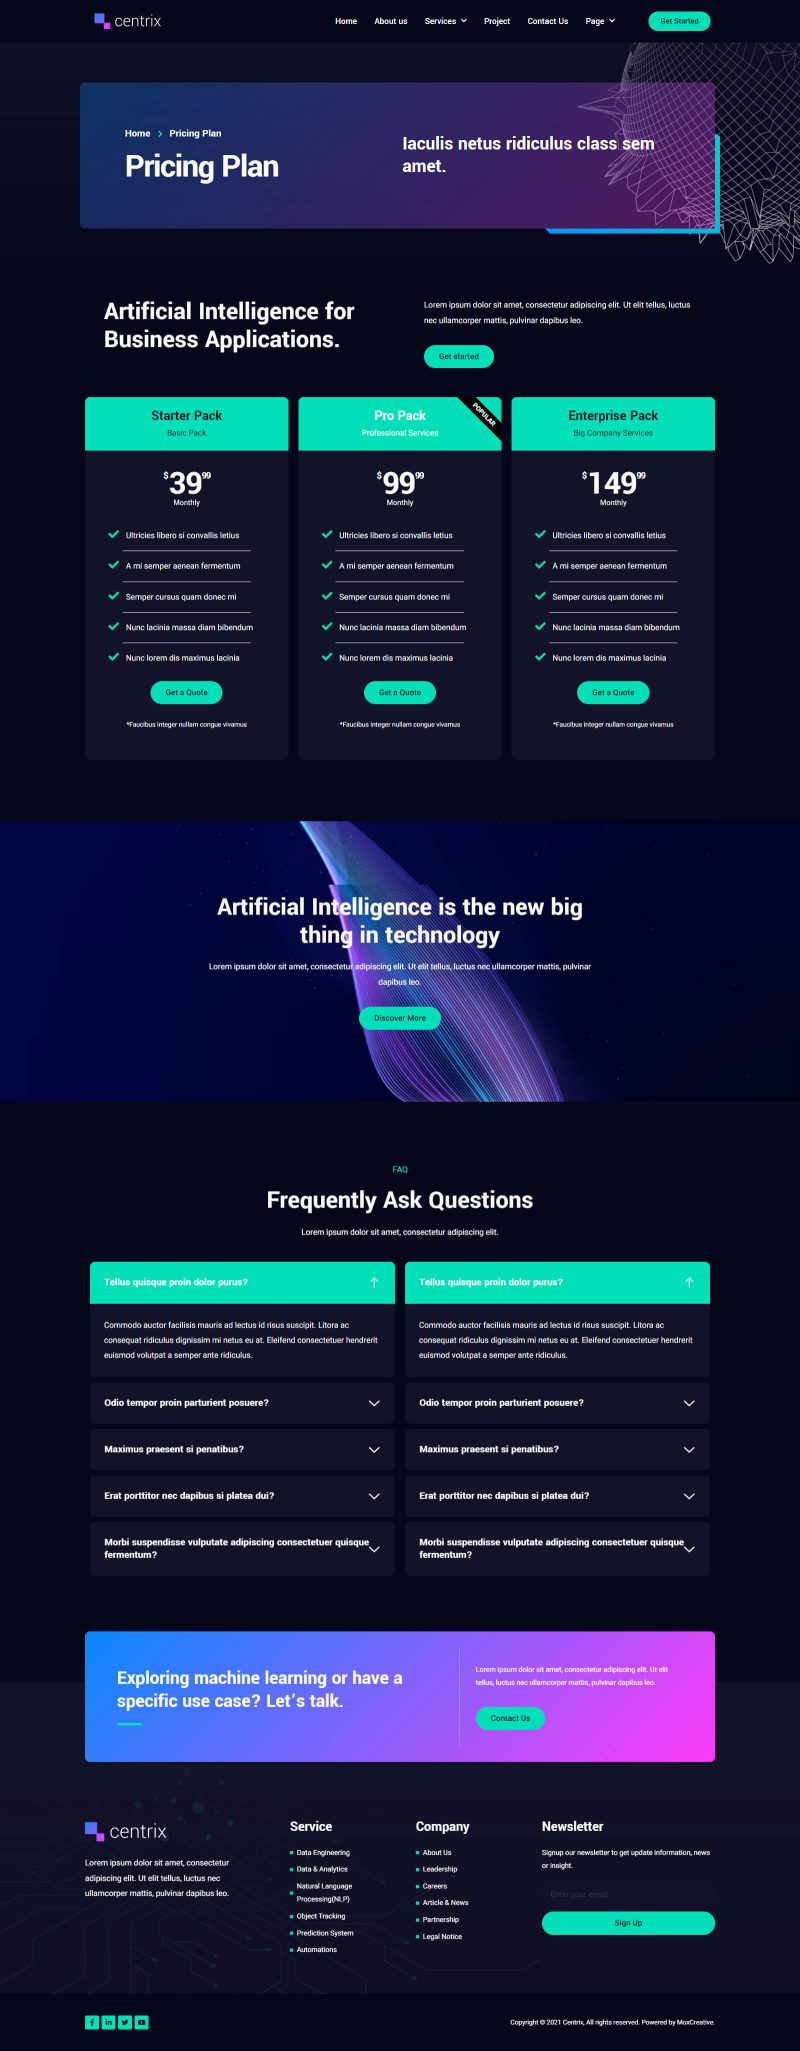 centrix
Home About us Services Project Contact Us Page Get Started
Home Pricing Plan
Pricing Plan
Iaculis netus ridiculus class sem
amet.
Artificial Intelligence for
Business Applications.
Lorem ipsum dolor sit amet, consectetur adipiscing elit. Ut elit tellus, luctus
nec ullamcorper mattis, pulvinar dapibus leo.
Get started
Starter Pack
Basic Pack
$39.99
Monthly
Ultricies libero si convallis letius
A mi semper aenean fermentum
Semper cursus quam donec mi
Nunc lacinia massa diam bibendum
Nunc lorem dis maximus lacinia
Get a Quote
*Faucibus integer nullam congue vivamus
POPULAR
Pro Pack
Professional Services
$99.99
Monthly
Ultricies libero si convallis letius
A mi semper aenean fermentum
Semper cursus quam donec mi
Nunc lacinia massa diam bibendum
Nunc lorem dis maximus lacinia
Get a Quote
*Faucibus integer nullam congue vivamus
Enterprise Pack
Big Company Services
$149.99
Monthly
Ultricies libero si convallis letius
A mi semper aenean fermentum
Semper cursus quam donec mi
Nunc lacinia massa diam bibendum
Nunc lorem dis maximus lacinia
Get a Quote
*Faucibus integer nullam congue vivamus
Artificial Intelligence is the new big
thing in technology
Lorem ipsum dolor sit amet, consectetur adipiscing elit. Ut elit tellus, luctus nec ullamcorper mattis, pulvinar
dapibus leo.
Discover More
FAQ
Frequently Ask Questions
Lorem ipsum dolor sit amet, consectetur adipiscing elit.
Tellus quisque proin dolor purus?
Commodo auctor facilisis mauris ad lectus id risus suscipit. Litora ac
consequat ridiculus dignissim mi netus eu at. Eleifend consectetuer hendrerit
euismod volutpat a semper ante ridiculus.
Odio tempor proin parturient posuere?
Maximus praesent si penatibus?
Erat porttitor nec dapibus si platea dui?
Morbi suspendisse vulputate adipiscing consectetuer quisque
fermentum?
Tellus quisque proin dolor purus?
Commodo auctor facilisis mauris ad lectus id risus suscipit. Litora ac
consequat ridiculus dignissim mi netus eu at. Eleifend consectetuer hendrerit
euismod volutpat a semper ante ridiculus.
Odio tempor proin parturient posuere?
Maximus praesent si penatibus?
Erat porttitor nec dapibus si platea dui?
Morbi suspendisse vulputate adipiscing consectetuer quisque
fermentum?
Exploring machine learning or have a
specific use case? Let's talk.
Lorem ipsum dolor sit amet, consectetur adipiscing elit. Ut elit
tellus, luctus nec ullamcorper mattis, pulvinar dapibus leo.
Contact Us
centrix
Lorem ipsum dolor sit amet, consectetur
adipiscing elit. Ut elit tellus, luctus nec
ullamcorper mattis, pulvinar dapibus leo.
Service
Data Engineering
Data & Analytics
Natural Language
Processing(NLP)
Object Tracking
Prediction System
Automations
Company
About Us
Leadership
Careers
Article & News
Partnership
Legal Notice
Newsletter
Signup our newsletter to get update information, news
or insight.
Enter your email
Sign Up
Copyright © 2021 Centrix, All rights reserved. Powered by MoxCreative.